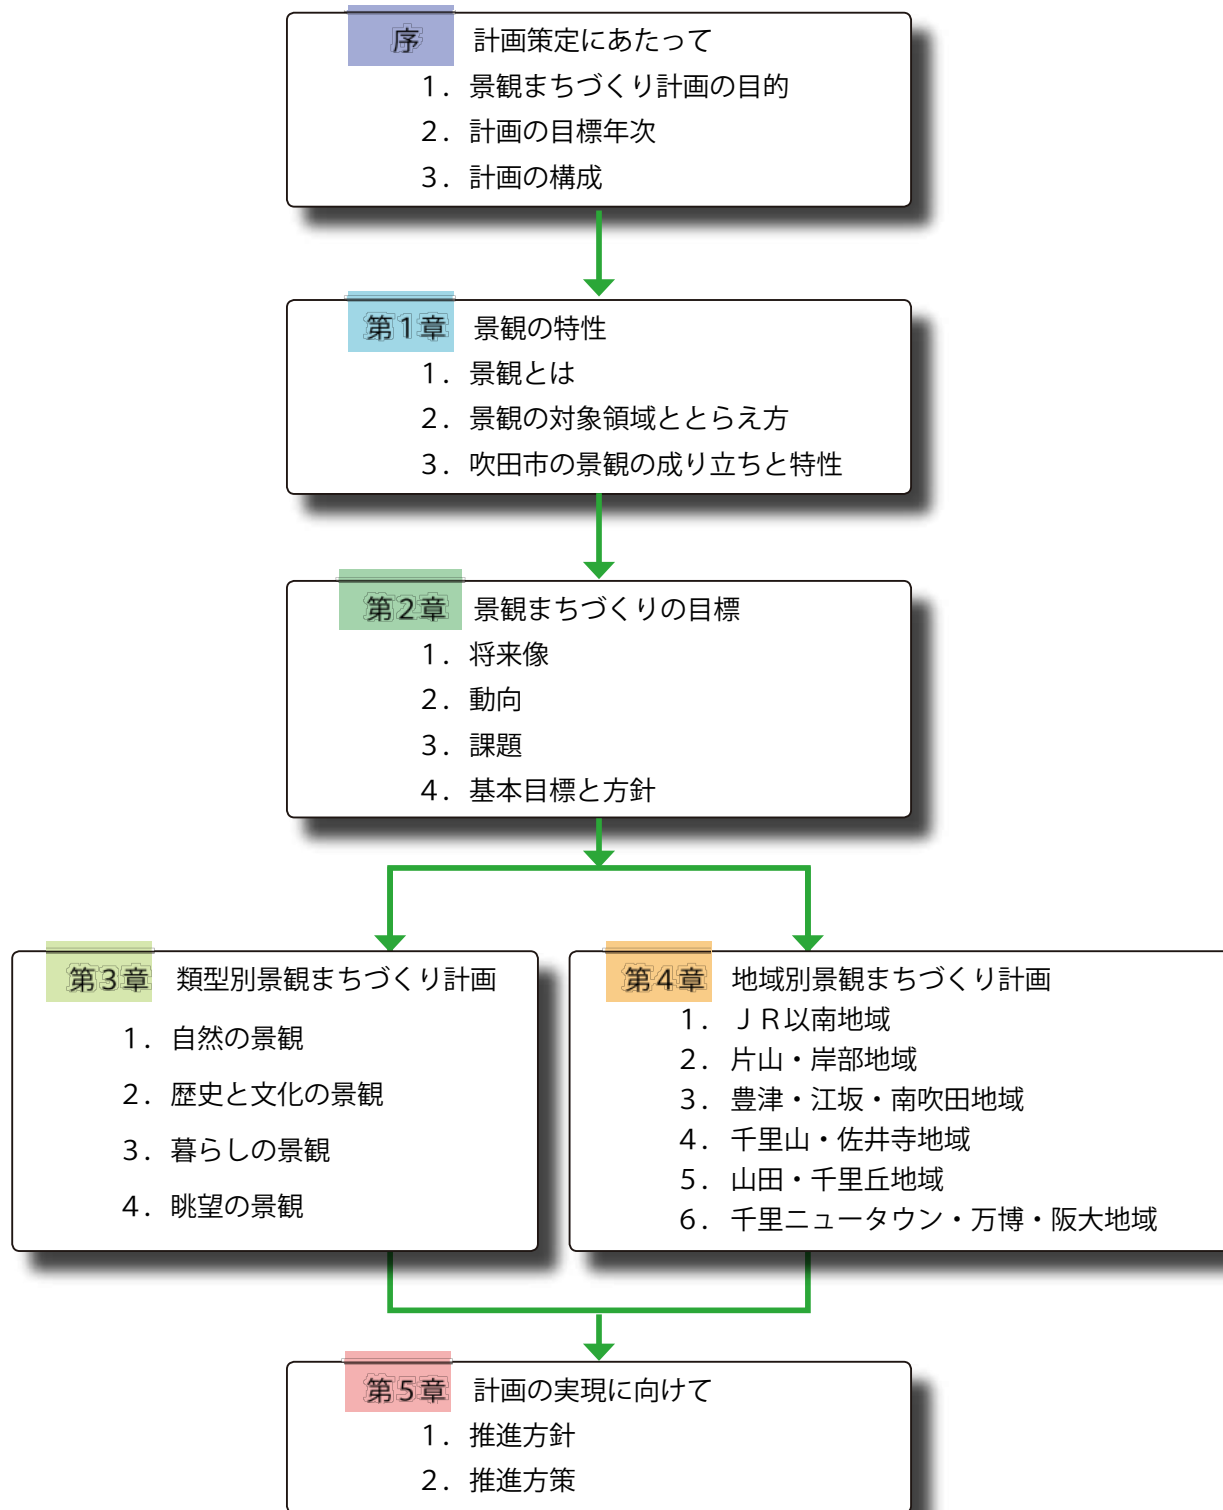 序 計画策定にあたって
1．景観まちづくり計画の目的
2．計画の目標年次
3．計画の構成
第1章 景観の特性
1．景観とは
2．景観の対象領域ととらえ方
3．吹田市の景観の成り立ちと特性
第2章 景観まちづくりの目標
1．将来像
2．動向
3．課題
4．基本目標と方針
第3章 類型別景観まちづくり計画
1．自然の景観
2．歴史と文化の景観
3．暮らしの景観
4．眺望の景観
第4章 地域別景観まちづくり計画
1．ＪＲ以南地域
2．片山・岸部地域
3．豊津・江坂・南吹田地域
4．千里山・佐井寺地域
5．山田・千里丘地域
6．千里ニュータウン・万博・阪大地域
第5章 計画の実現に向けて
1．推進方針
2．推進方策